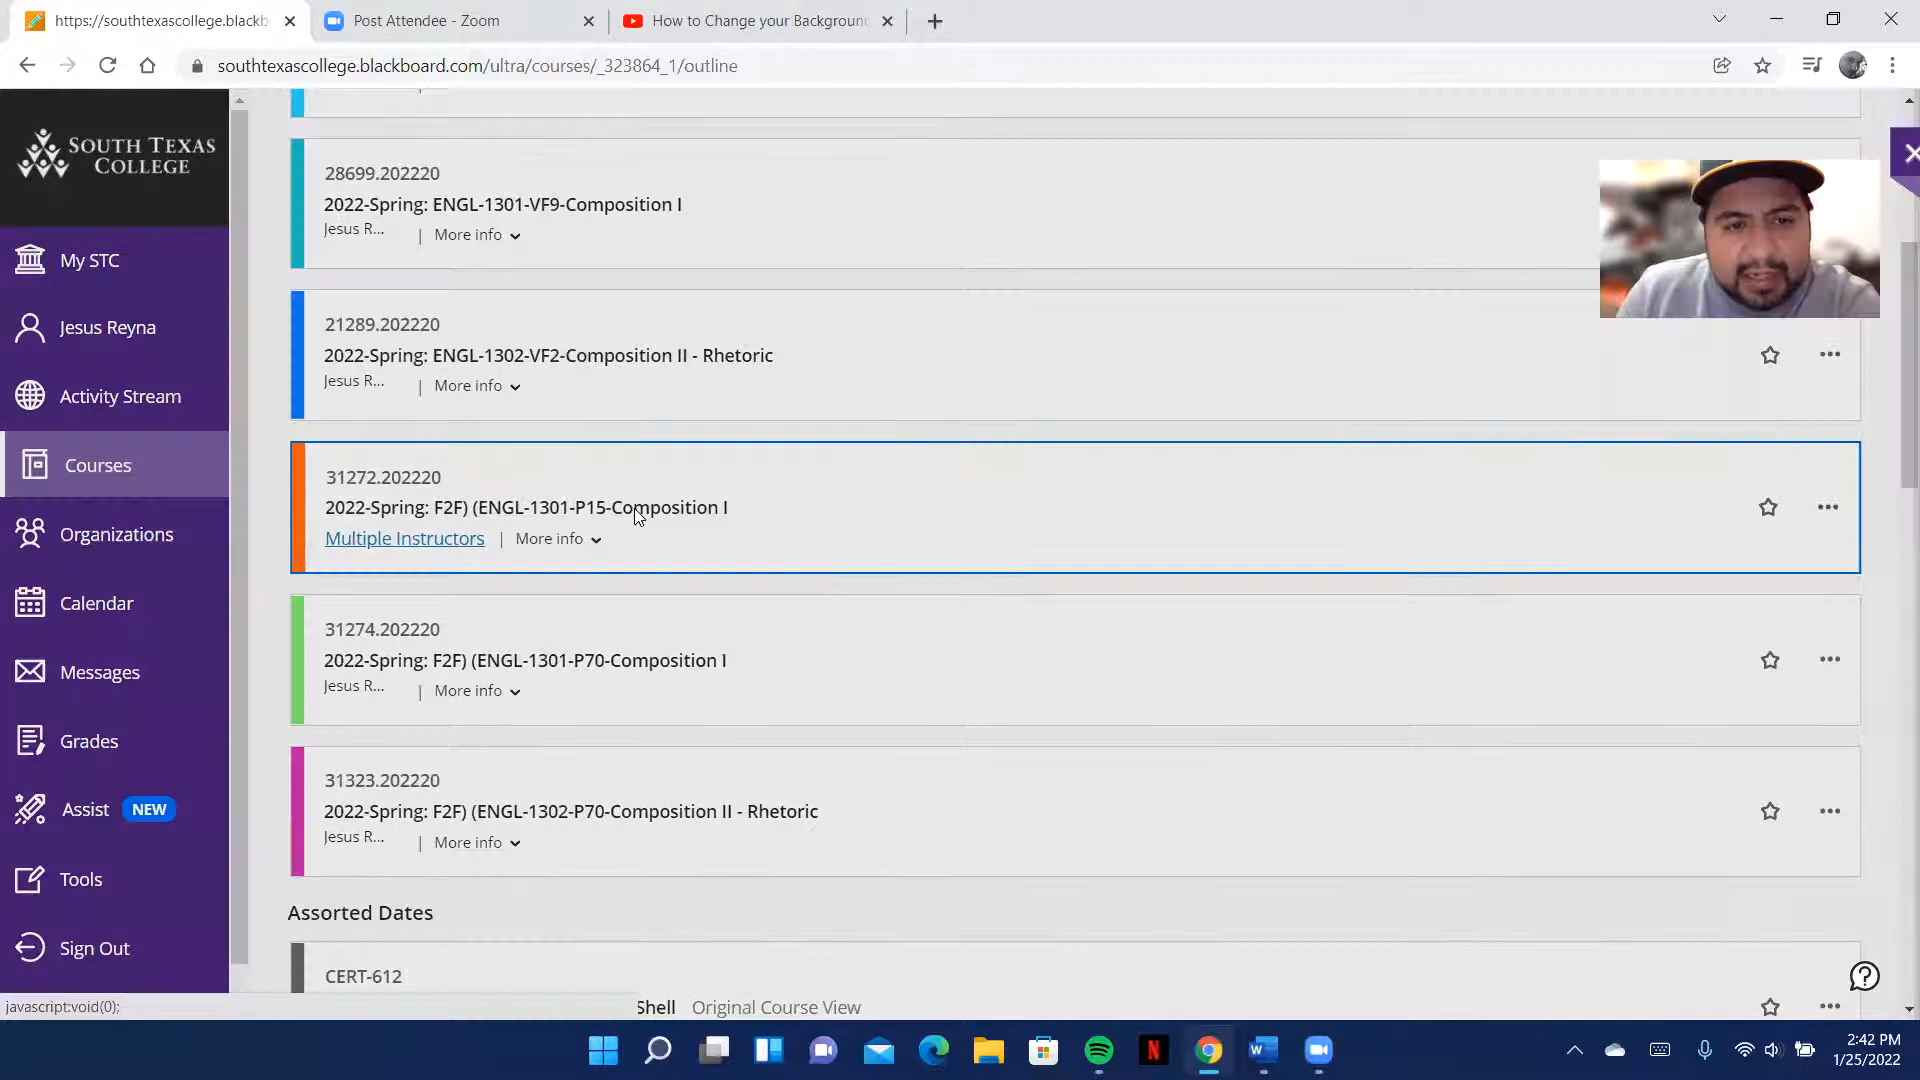 https://southtexascollege.blackb
Post Attendee - Zoom
How to Change your Background
southtexascollege.blackboard.com/ultra/courses/_323864_1/outline
SOUTH TEXAS
COLLEGE
My STC
Jesus Reyna
Activity Stream
Courses
Organizations
Calendar
Messages
Grades
Assist NEW
Tools
Sign Out
28699.202220
2022-Spring: ENGL-1301-VF9-Composition I
Jesus R... | More info
21289.202220
2022-Spring: ENGL-1302-VF2-Composition II - Rhetoric
Jesus R... | More info
31272.202220
2022-Spring: F2F) (ENGL-1301-P15-Composition I
Multiple Instructors | More info
31274.202220
2022-Spring: F2F) (ENGL-1301-P70-Composition I
Jesus R... | More info
31323.202220
2022-Spring: F2F) (ENGL-1302-P70-Composition II - Rhetoric
Jesus R... | More info
Assorted Dates
CERT-612
Shell Original Course View
javascript:void(0);
2:42 PM
1/25/2022